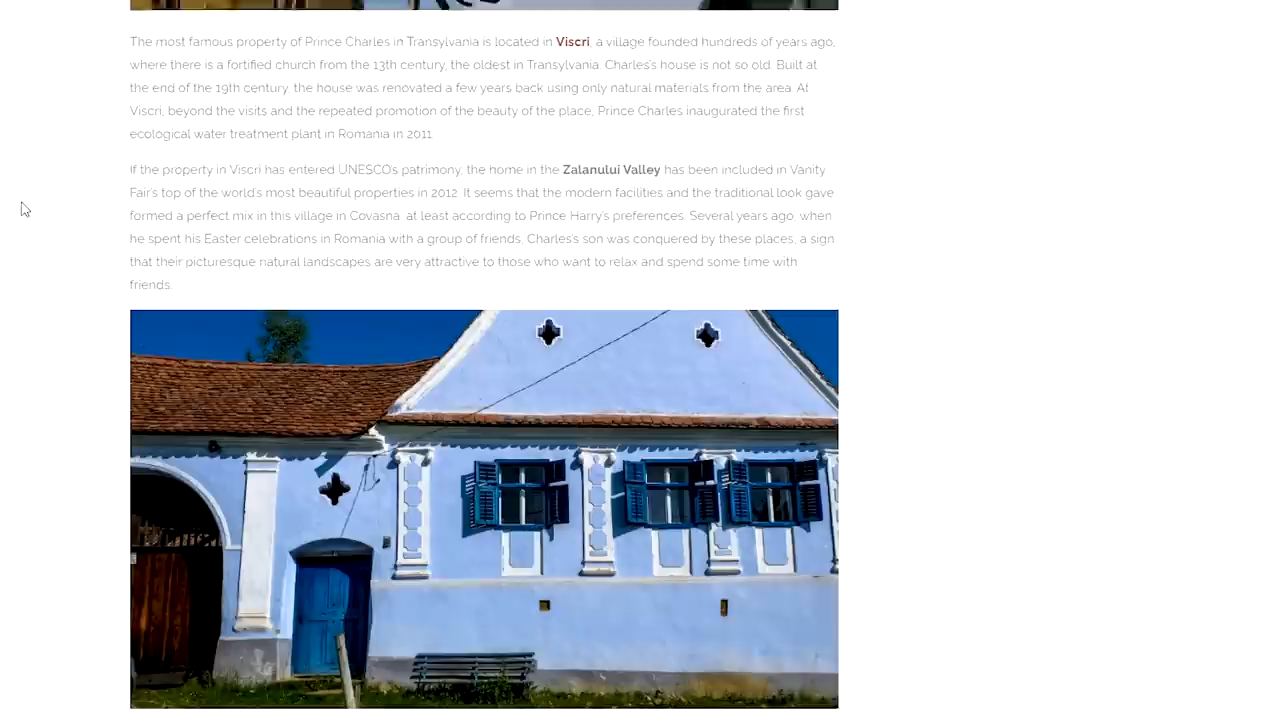 The most famous property of Prince Charles in Transylvania is located in Viscri, a village founded hundreds of years ago,
where there is a fortified church from the 13th century, the oldest in Transylvania. Charles's house is not so old. Built at
the end of the 19th century, the house was renovated a few years back using only natural materials from the area. At
Viscri, beyond the visits and the repeated promotion of the beauty of the place, Prince Charles inaugurated the first
ecological water treatment plant in Romania in 2011.
If the property in Viscri has entered UNESCO's patrimony, the home in the Zalanului Valley has been included in Vanity
Fair's top of the world's most beautiful properties in 2012. It seems that the modern facilities and the traditional look gave
formed a perfect mix in this village in Covasna, at least according to Prince Harry's preferences. Several years ago, when
he spent his Easter celebrations in Romania with a group of friends, Charles's son was conquered by these places, a sign
that their picturesque natural landscapes are very attractive to those who want to relax and spend some time with
friends.